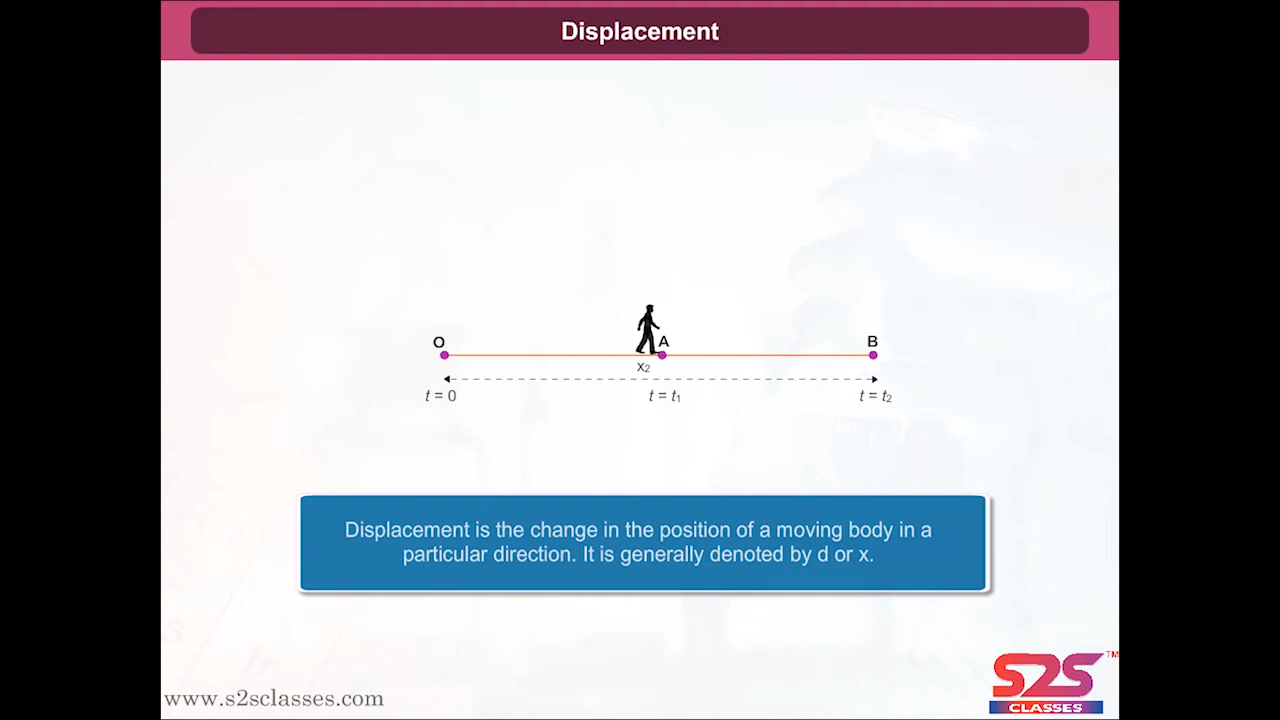 Displacement
O A B
x₂
t = 0 t = t₁ t = t₂
Displacement is the change in the position of a moving body in a
particular direction. It is generally denoted by d or x.
www.s2sclasses.com
S2S TM
CLASSES